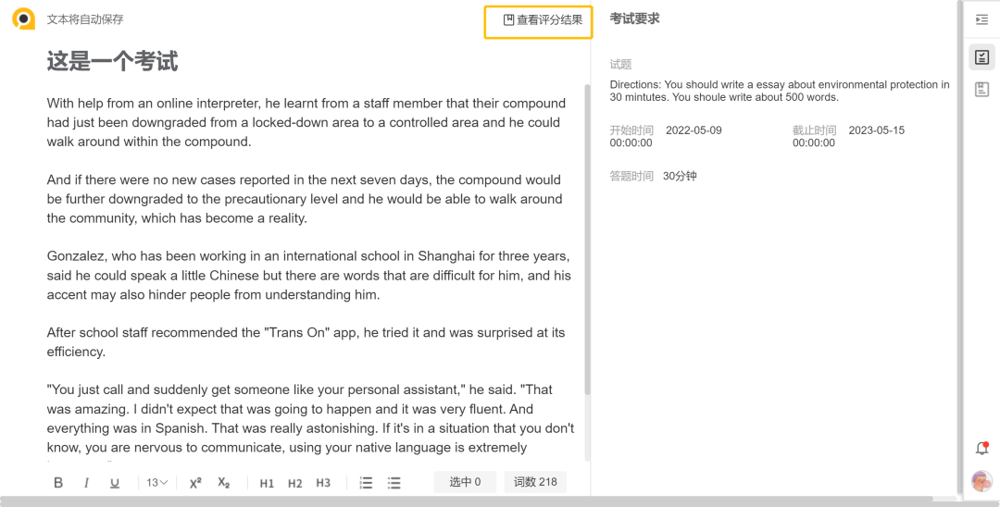 文本将自动保存
查看评分结果
这是一个考试
With help from an online interpreter, he learnt from a staff member that their compound
had just been downgraded from a locked-down area to a controlled area and he could
walk around within the compound.
And if there were no new cases reported in the next seven days, the compound would
be further downgraded to the precautionary level and he would be able to walk around
the community, which has become a reality.
Gonzalez, who has been working in an international school in Shanghai for three years,
said he could speak a little Chinese but there are words that are difficult for him, and his
accent may also hinder people from understanding him.
After school staff recommended the "Trans On" app, he tried it and was surprised at its
efficiency.
"You just call and suddenly get someone like your personal assistant," he said. "That
was amazing. I didn't expect that was going to happen and it was very fluent. And
everything was in Spanish. That was really astonishing. If it's in a situation that you don't
know, you are nervous to communicate, using your native language is extremely
B I U 13 X² X₂ H1 H2 H3 选中 0 词数 218
考试要求
试题
Directions: You should write a essay about environmental protection in
30 mintutes. You shoule write about 500 words.
开始时间 2022-05-09 截止时间 2023-05-15
00:00:00 00:00:00
答题时间 30分钟